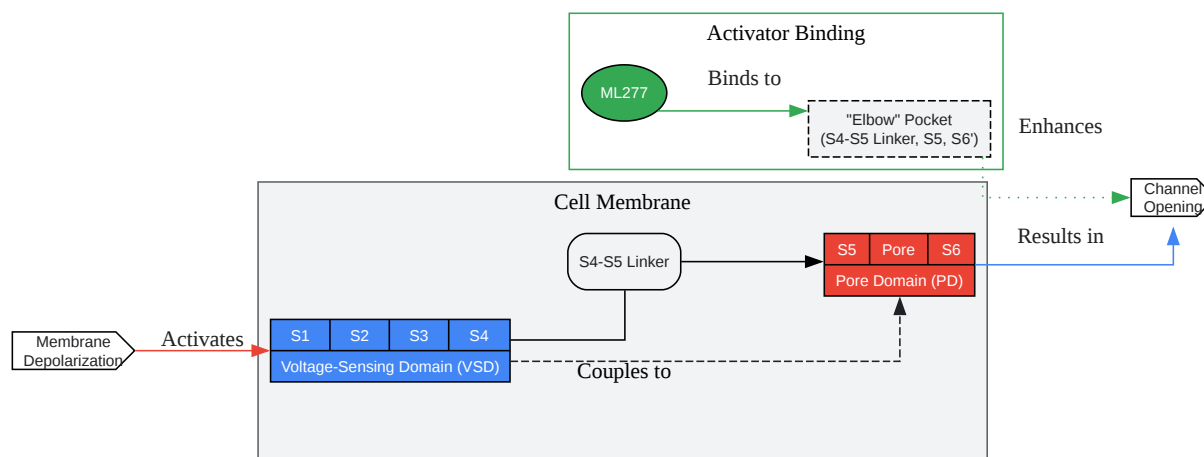 Activator Binding
ML277
Binds to
"Elbow" Pocket
(S4-S5 Linker, S5, S6')
Enhances
Cell Membrane
Channel
Opening
S4-S5 Linker
S5 Pore S6
Pore Domain (PD)
Results in
Membrane
Depolarization
Activates
S1 S2 S3 S4
Voltage-Sensing Domain (VSD)
Couples to